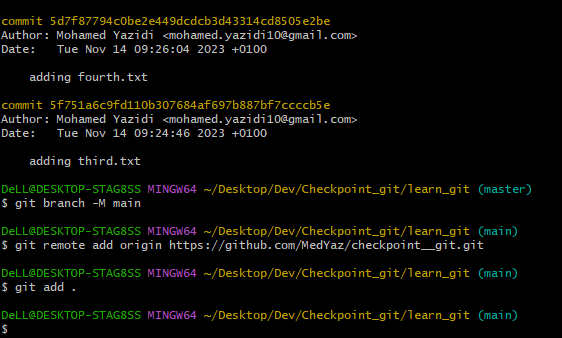 commit 5d7f87794c0be2e449dcdcb3d43314cd8505e2be
Author: Mohamed Yazidi <mohamed.yazidi10@gmail.com>
Date:   Tue Nov 14 09:26:04 2023 +0100
    adding fourth.txt
commit 5f751a6c9fd110b307684af697b887bf7ccccb5e
Author: Mohamed Yazidi <mohamed.yazidi10@gmail.com>
Date:   Tue Nov 14 09:24:46 2023 +0100
    adding third.txt
DeLL@DESKTOP-STAG8SS MINGW64 ~/Desktop/Dev/Checkpoint_git/learn_git (master)
$ git branch -M main
DeLL@DESKTOP-STAG8SS MINGW64 ~/Desktop/Dev/Checkpoint_git/learn_git (main)
$ git remote add origin https://github.com/MedYaz/checkpoint__git.git
DeLL@DESKTOP-STAG8SS MINGW64 ~/Desktop/Dev/Checkpoint_git/learn_git (main)
$ git add .
DeLL@DESKTOP-STAG8SS MINGW64 ~/Desktop/Dev/Checkpoint_git/learn_git (main)
$